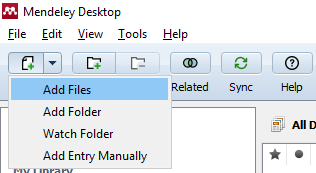 Mendeley Desktop
File Edit View Tools Help
Related Sync Help
Add Files
Add Folder
Watch Folder
Add Entry Manually
My Library
All D